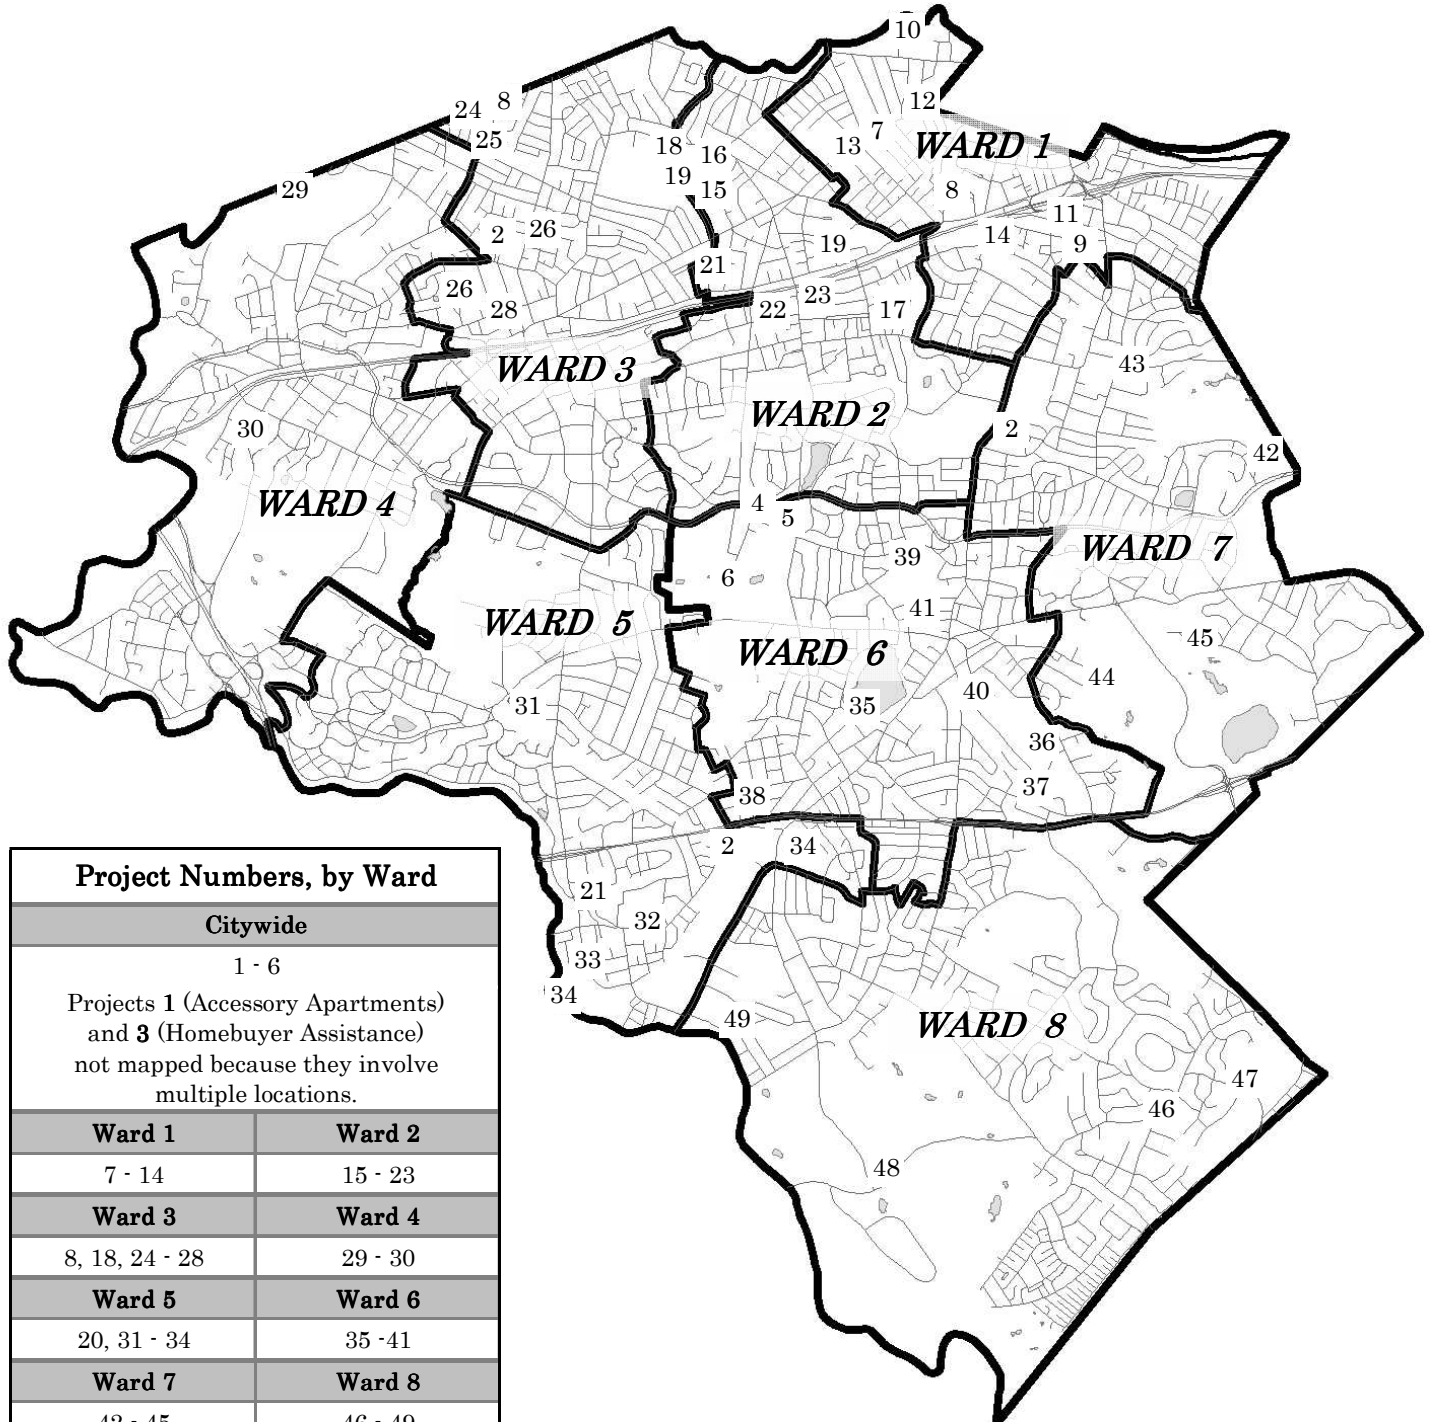 10
24 8
12
25
18 16
13 7 WARD 1
29
19 15
8
11
2 26
19
14 9
21
26
28
22 23 17
WARD 3
43
WARD 2
30
2
42
WARD 4
4
5
39
WARD 7
6
WARD 5
41
45
WARD 6
44
40
31
35
36
37
38
2 34
21
32
33
34
49
WARD 8
47
46
48
Project Numbers, by Ward
Citywide
1 - 6
Projects 1 (Accessory Apartments)
and 3 (Homebuyer Assistance)
not mapped because they involve
multiple locations.
Ward 1 Ward 2
7 - 14 15 - 23
Ward 3 Ward 4
8, 18, 24 - 28 29 - 30
Ward 5 Ward 6
20, 31 - 34 35 -41
Ward 7 Ward 8
42 - 45 46 - 49